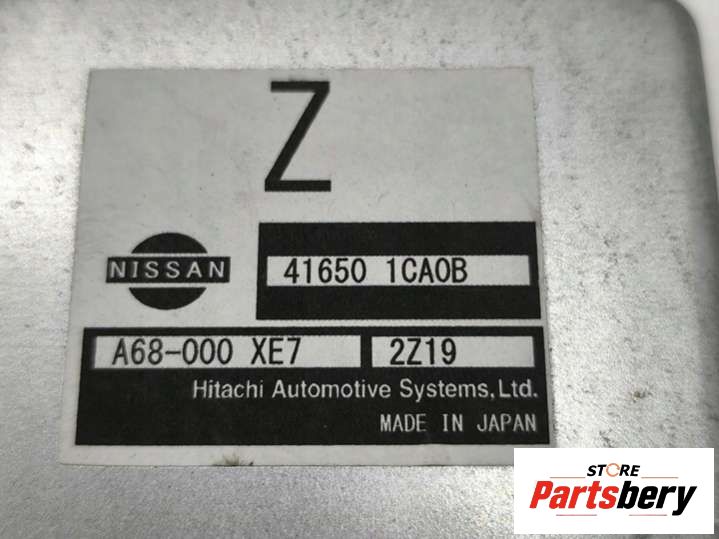 Z
NISSAN
41650 1CA0B
A68-000 XE7 2Z19
Hitachi Automotive Systems, Ltd.
MADE IN JAPAN
STORE
Partsbery